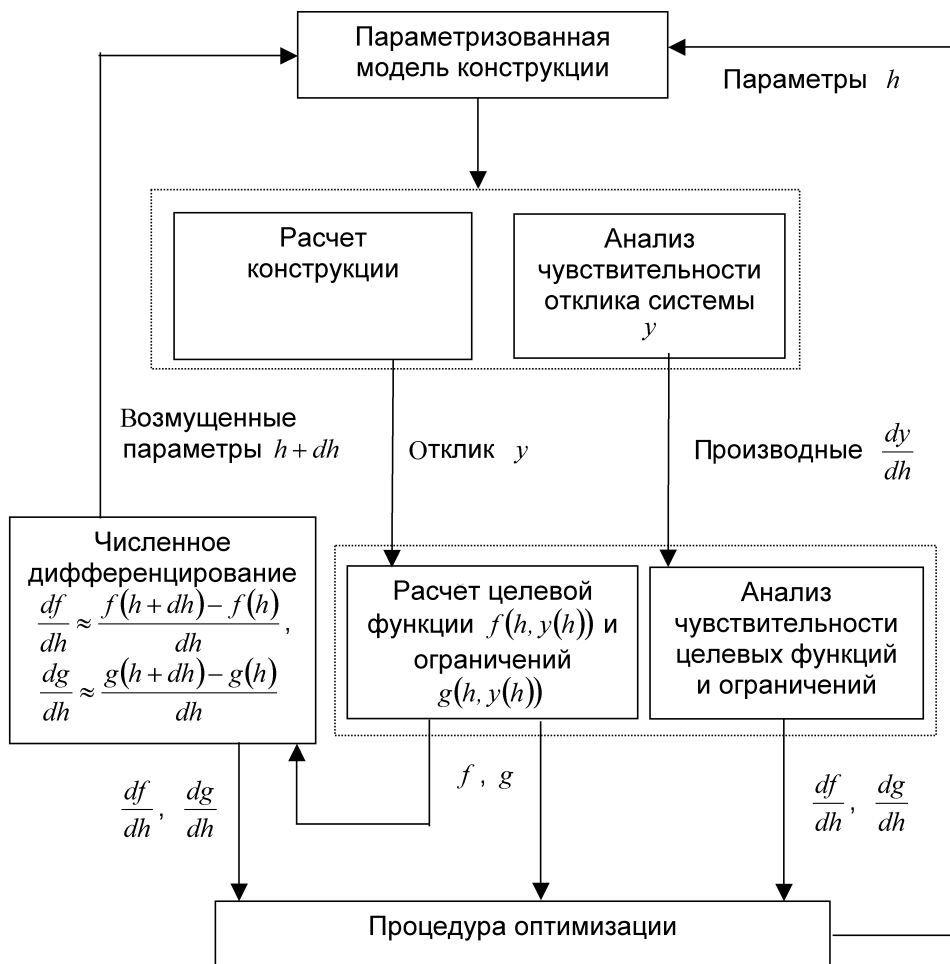 Параметризованная
модель конструкции
Параметры h
Расчет
конструкции
Анализ
чувствительности
отклика системы
y
Возмущенные
параметры h + dh
Отклик y
Производные dy/dh
Численное
дифференцирование
df/dh ≈ (f(h + dh) − f(h))/dh ,
dg/dh ≈ (g(h + dh) − g(h))/dh
Расчет целевой
функции f(h, y(h)) и
ограничений
g(h, y(h))
Анализ
чувствительности
целевых функций
и ограничений
df/dh , dg/dh
f , g
df/dh , dg/dh
Процедура оптимизации